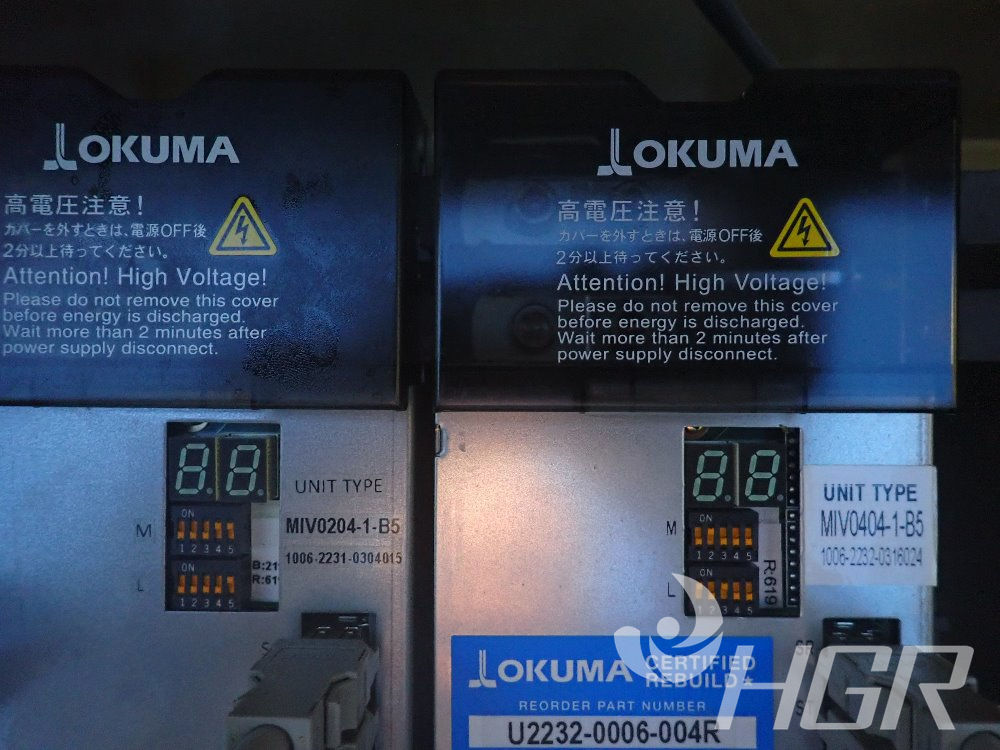 OKUMA
高電圧注意!
カバーを外すときは、電源OFF後
2分以上待ってください。
Attention! High Voltage!
Please do not remove this cover
before energy is discharged.
Wait more than 2 minutes after
power supply disconnect.
88
UNIT TYPE
M
ON
1 2 3 4 5
MIV0204-1-B5
1006-2231-0304015
L
ON
1 2 3 4 5
R:619
OKUMA
高電圧注意!
カバーを外すときは、電源OFF後
2分以上待ってください。
Attention! High Voltage!
Please do not remove this cover
before energy is discharged.
Wait more than 2 minutes after
power supply disconnect.
8.8.
UNIT TYPE
M
ON
1 2 3 4 5
MIV0404-1-B5
1006-2232-0316024
L
ON
1 2 3 4 5
R:619
OKUMA CERTIFIED
REBUILD
REORDER PART NUMBER
U2232-0006-004R
HGR